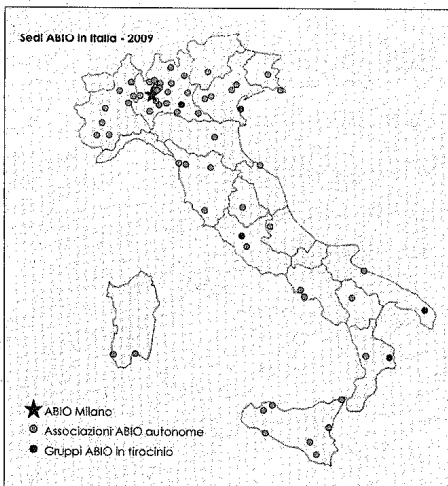 Sedi ABIO in Italia - 2009
ABIO Milano
Associazioni ABIO autonome
Gruppi ABIO in tirocinio